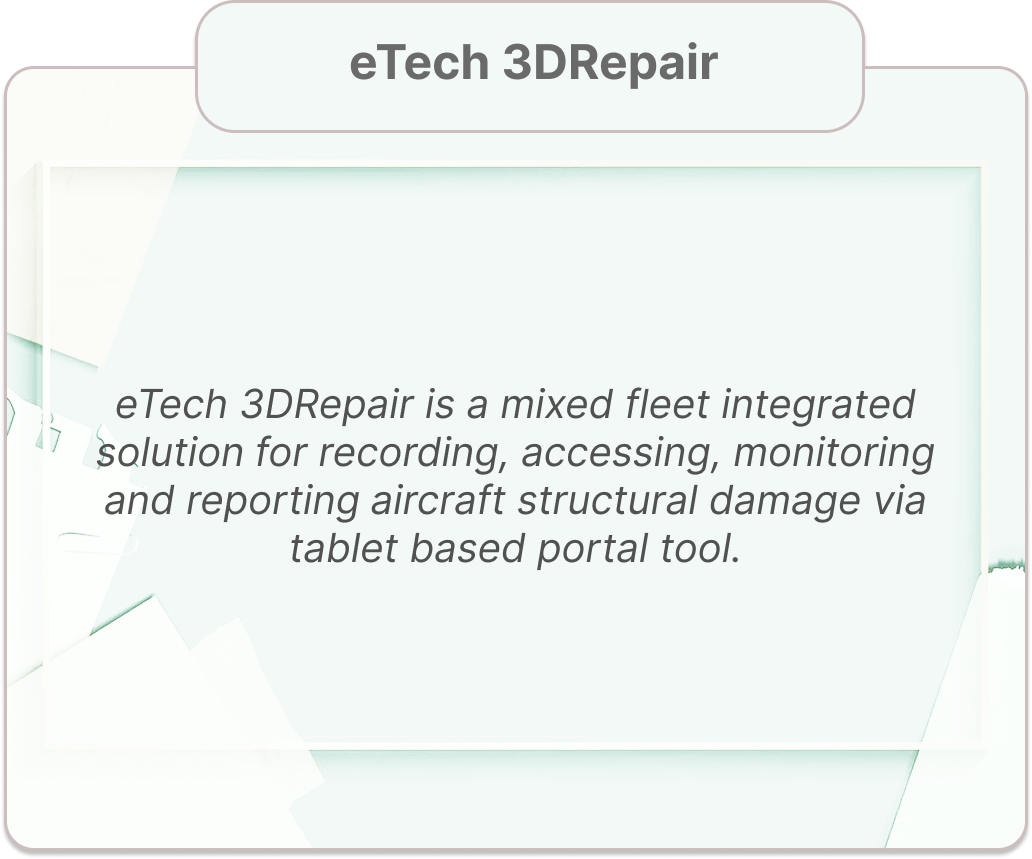 eTech 3DRepair
eTech 3DRepair is a mixed fleet integrated
solution for recording, accessing, monitoring
and reporting aircraft structural damage via
tablet based portal tool.